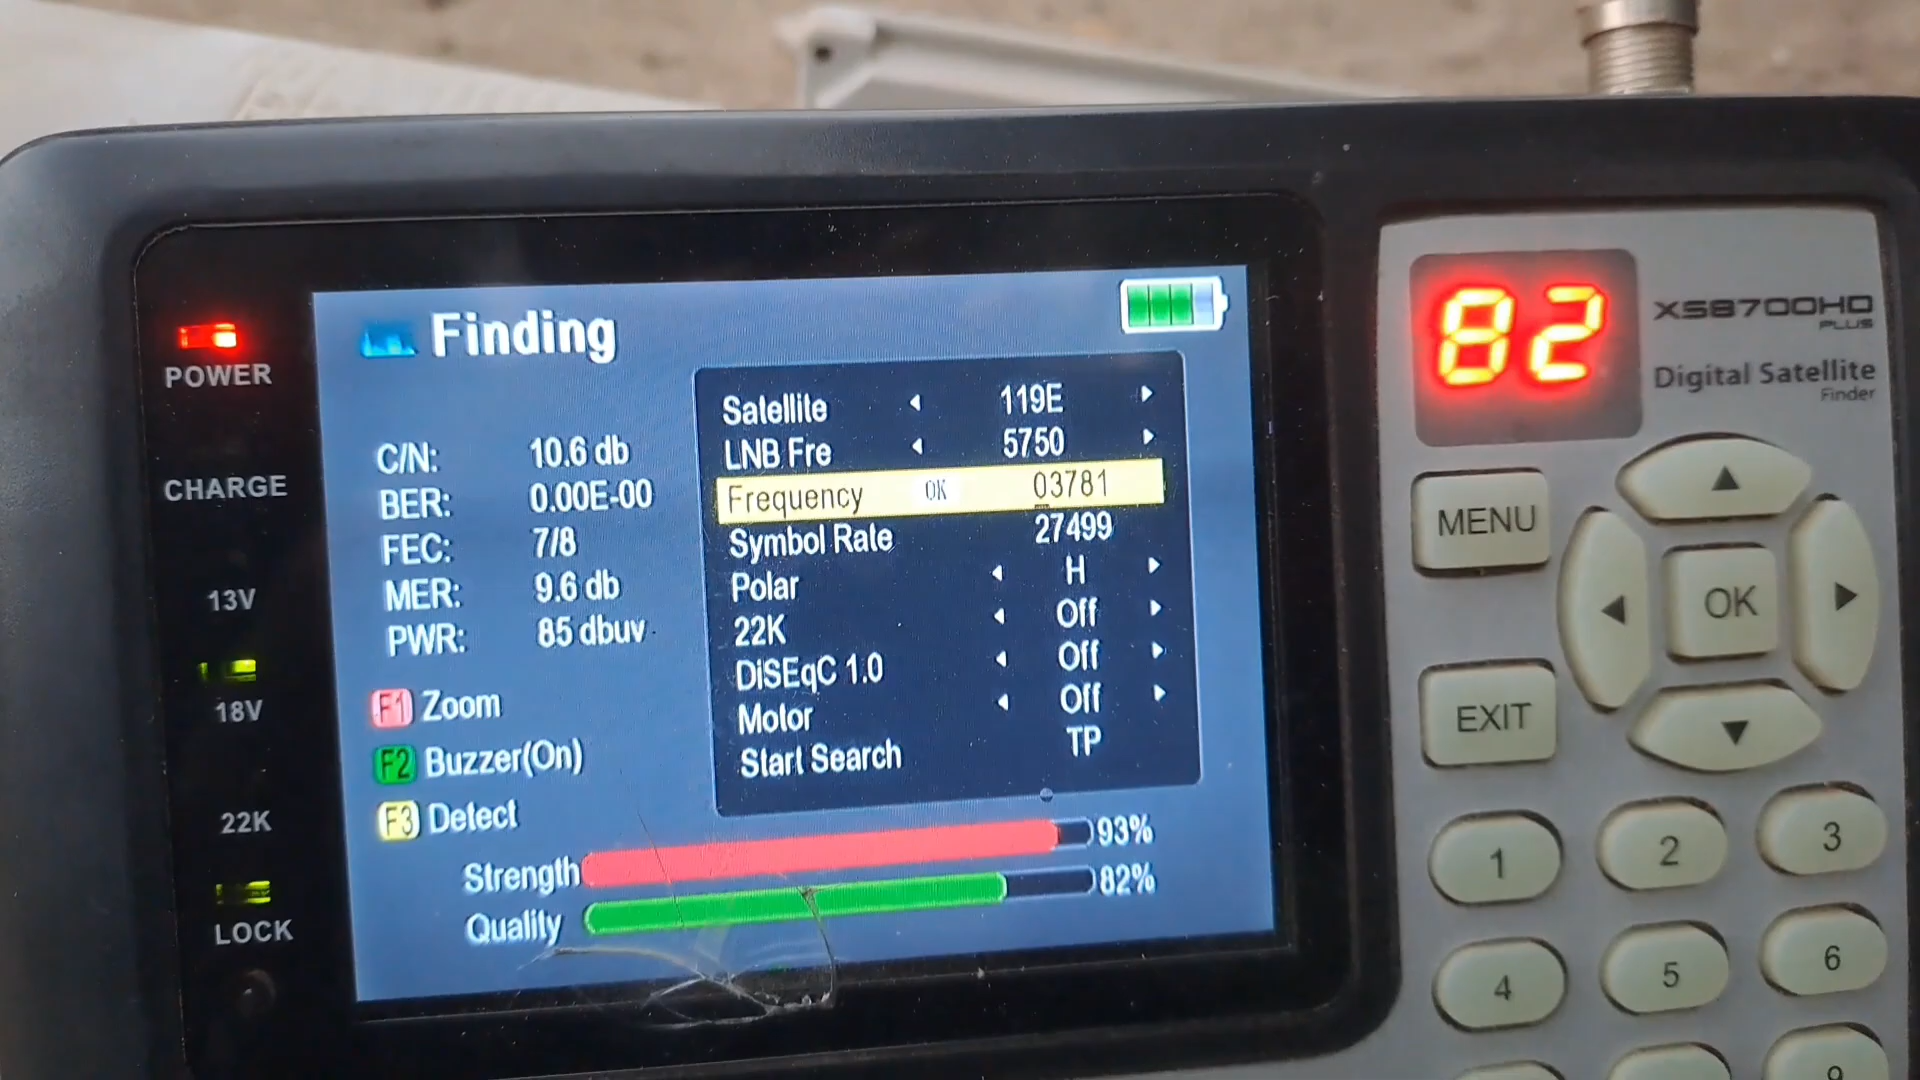 Finding
C/N: 10.6 db
BER: 0.00E-00
FEC: 7/8
MER: 9.6 db
PWR: 85 dbuv
F1 Zoom
F2 Buzzer(On)
F3 Detect
Satellite 119E
LNB Fre 5750
Frequency OK 03781
Symbol Rate 27499
Polar H
22K Off
DiSEqC 1.0 Off
Motor Off
Start Search TP
Strength 93%
Quality 82%
POWER
CHARGE
13V
18V
22K
LOCK
82
XS8700HD
PLUS
Digital Satellite
Finder
MENU
OK
EXIT
1 2 3
4 5 6
9